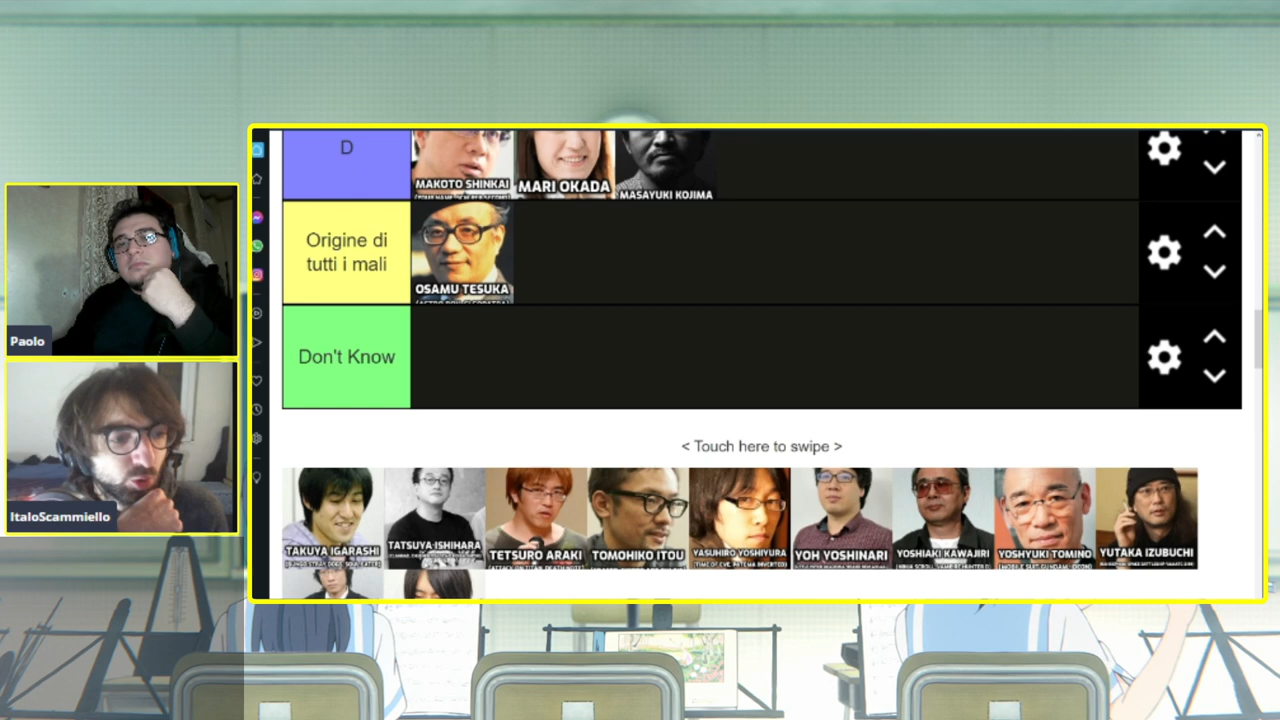 D
MAKOTO SHINKAI
MARI OKADA
MASAYUKI KOJIMA
Origine di
tutti i mali
OSAMU TESUKA
Don't Know
Paolo
ItaloScammiello
< Touch here to swipe >
TAKUYA IGARASHI
TATSUYA ISHIHARA
TETSURO ARAKI
TOMOHIKO ITOU
YASUHIRO YOSHIYURA
YOH YOSHINARI
YOSHIAKI KAWAJIRI
YOSHYUKI TOMINO
YUTAKA IZUBUCHI